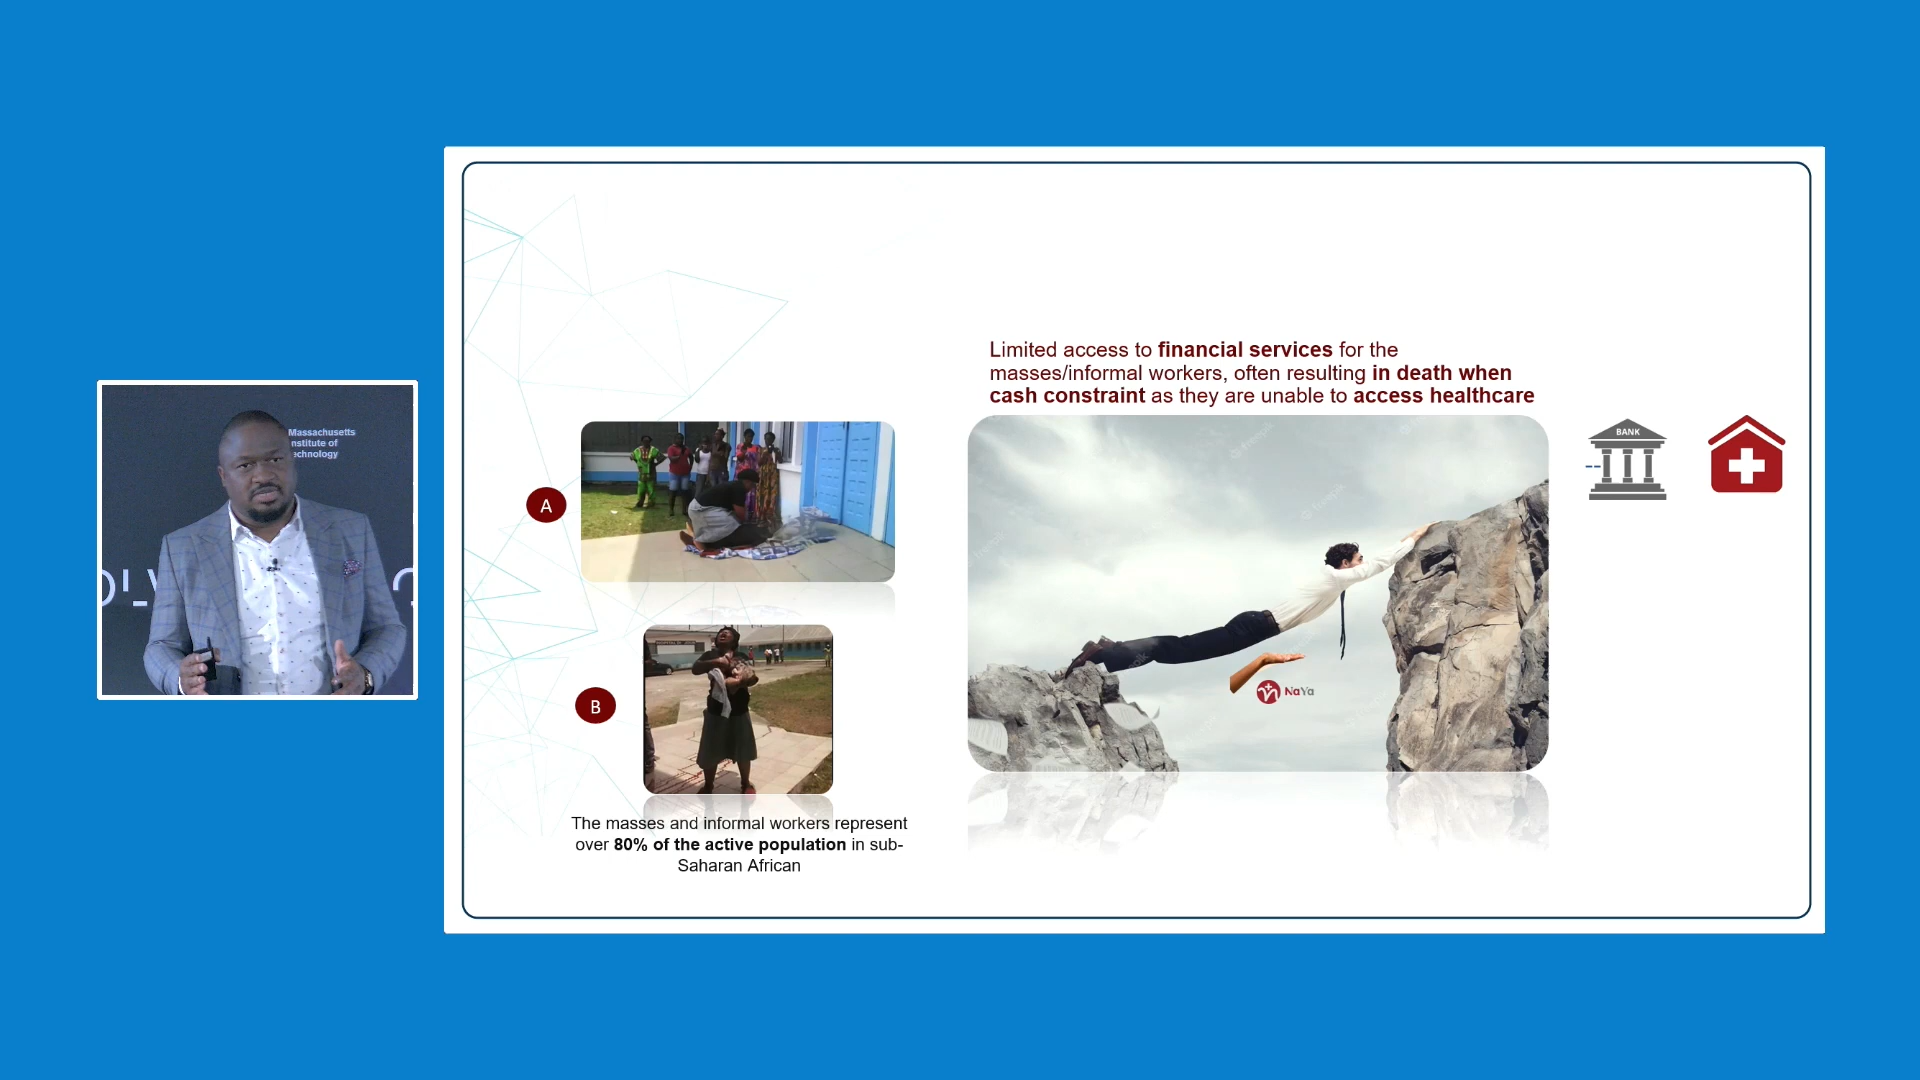 Massachusetts
nstitute of
echnology
Limited access to financial services for the
masses/informal workers, often resulting in death when
cash constraint as they are unable to access healthcare
BANK
A
NaYa
B
The masses and informal workers represent
over 80% of the active population in sub-
Saharan African